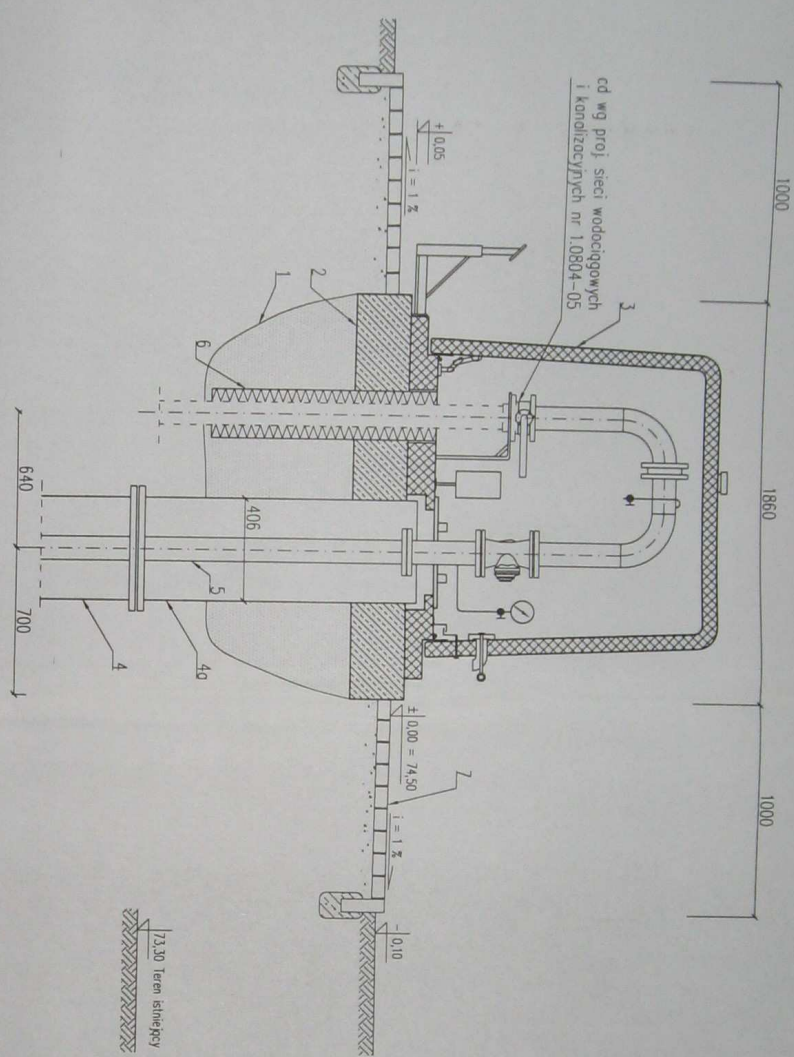 1000
1860
1000
cd wg proj. sieci wodociągowych
i kanalizacyjnych nr 1.0804-05
3
+ 0,05
i = 1 %
2
1
6
± 0,00 = 74,50
7
i = 1 %
- 0,10
73,30 Teren istniejący
406
5
4a
4
640
700